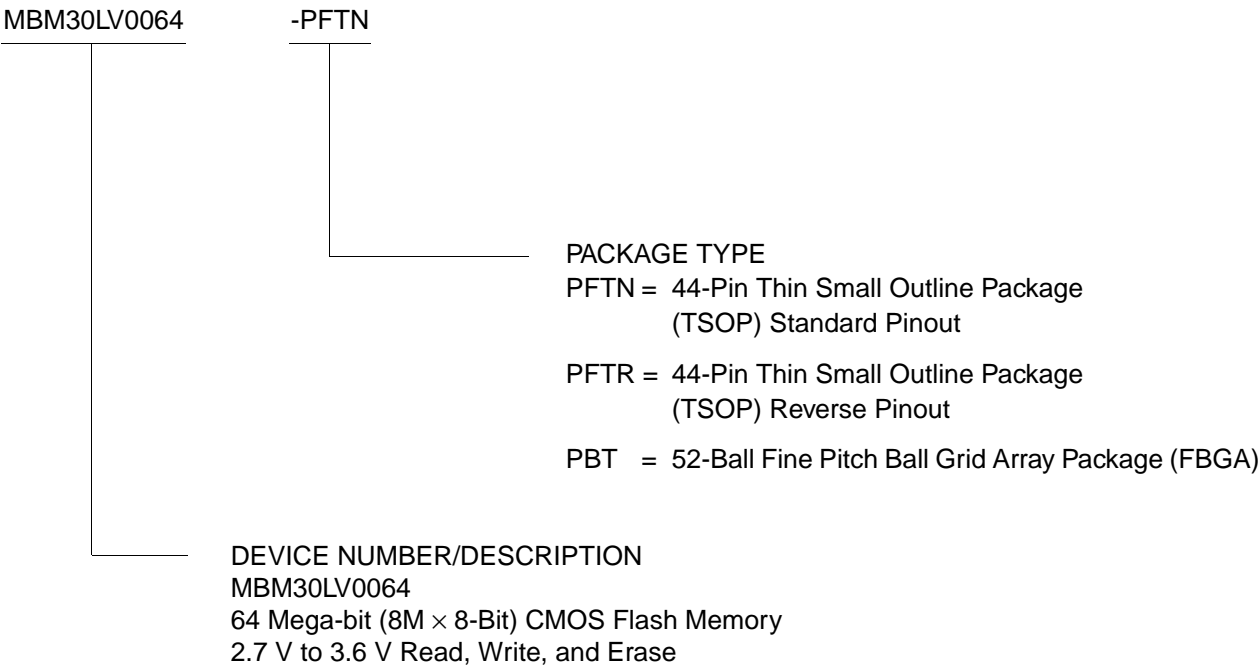 MBM30LV0064 -PFTN
PACKAGE TYPE
PFTN = 44-Pin Thin Small Outline Package
(TSOP) Standard Pinout
PFTR = 44-Pin Thin Small Outline Package
(TSOP) Reverse Pinout
PBT = 52-Ball Fine Pitch Ball Grid Array Package (FBGA)
DEVICE NUMBER/DESCRIPTION
MBM30LV0064
64 Mega-bit (8M × 8-Bit) CMOS Flash Memory
2.7 V to 3.6 V Read, Write, and Erase